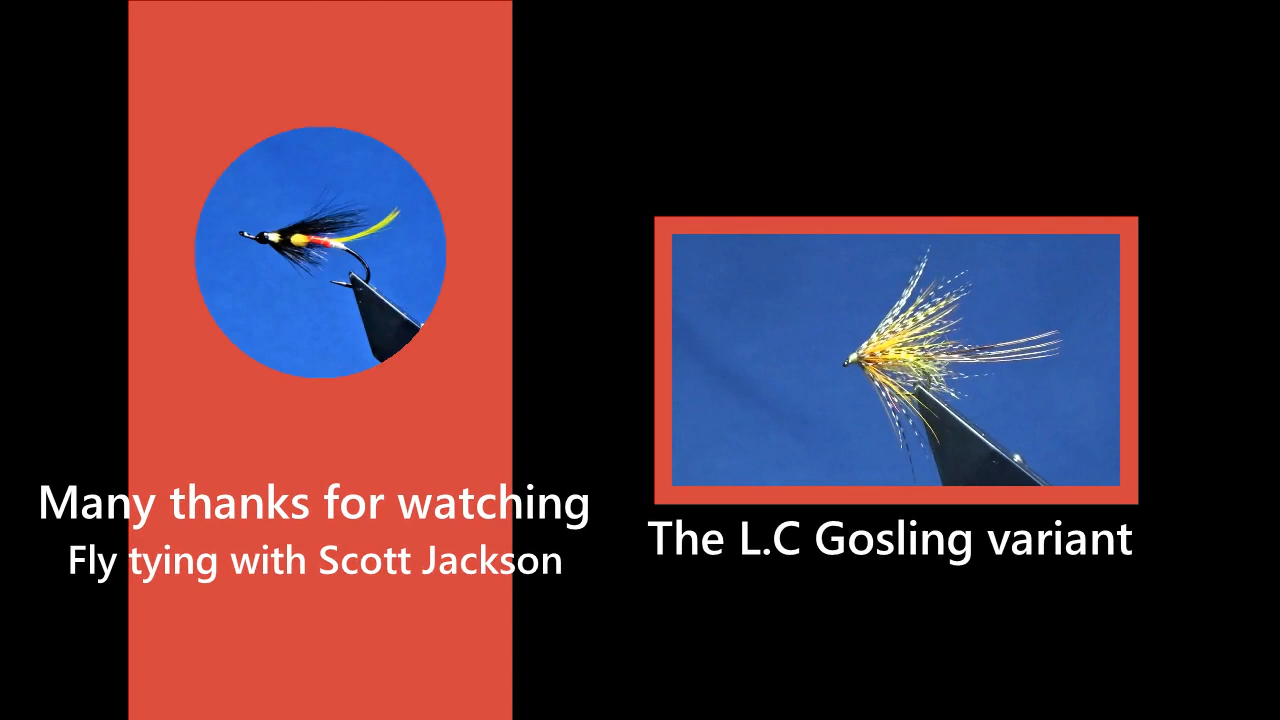 Many thanks for watching
Fly tying with Scott Jackson
The L.C Gosling variant